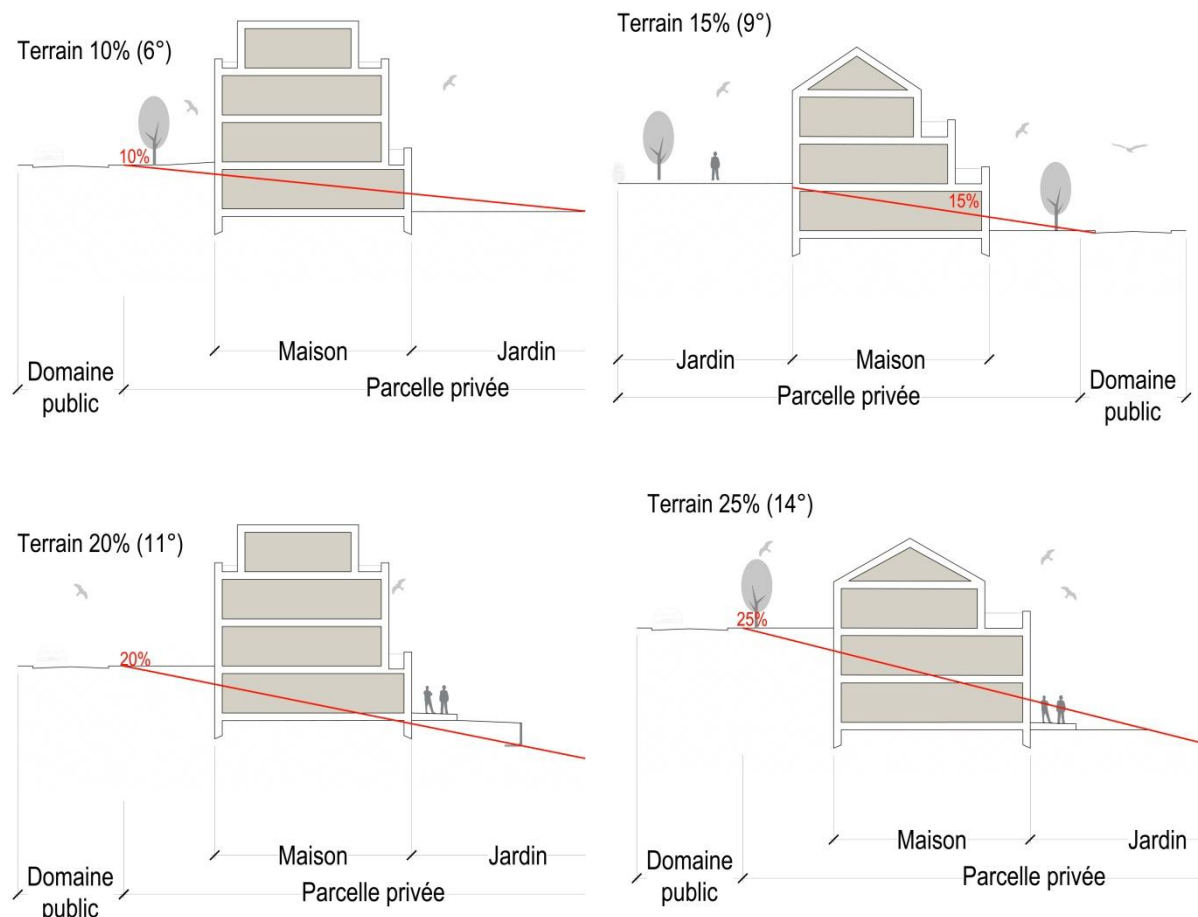 Terrain 10% (6°)
10%
Maison
Jardin
Domaine
public
Parcelle privée
Terrain 15% (9°)
15%
Jardin
Maison
Parcelle privée
Domaine
public
Terrain 20% (11°)
20%
Maison
Jardin
Domaine
public
Parcelle privée
Terrain 25% (14°)
25%
Maison
Jardin
Domaine
public
Parcelle privée